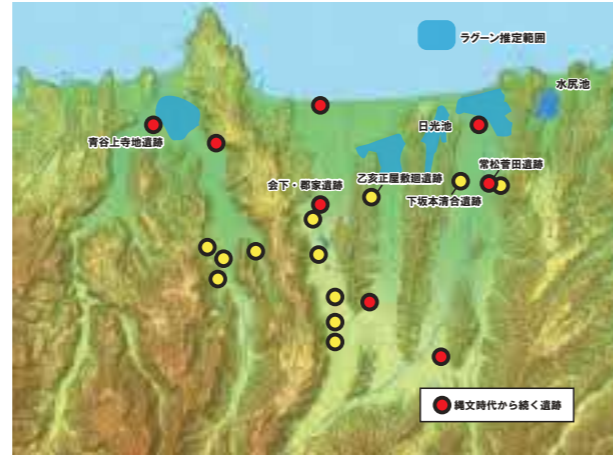 ラグーン推定範囲
水尻池
日光池
青谷上寺地遺跡
常松菅田遺跡
会下・郡家遺跡
乙亥正屋敷廻遺跡
下坂本清合遺跡
縄文時代から続く遺跡